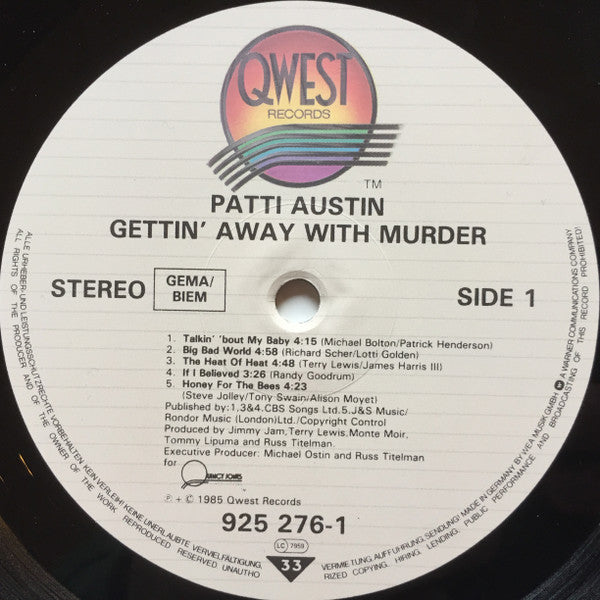 QWEST
RECORDS
TM
PATTI AUSTIN
GETTIN' AWAY WITH MURDER
STEREO
GEMA/
BIEM
SIDE 1
1. Talkin' 'bout My Baby 4:15 (Michael Bolton/Patrick Henderson)
2. Big Bad World 4:58 (Richard Scher/Lotti Golden)
3. The Heat Of Heat 4:48 (Terry Lewis/James Harris III)
4. If I Believed 3:26 (Randy Goodrum)
5. Honey For The Bees 4:23
(Steve Jolley/Tony Swain/Alison Moyet)
Published by:1,3&4.CBS Songs Ltd.5.J&S Music/
Rondor Music (London)Ltd./Copyright Control
Produced by Jimmy Jam,Terry Lewis,Monte Moir,
Tommy Lipuma and Russ Titelman.
Executive Producer: Michael Ostin and Russ Titelman
for QUINCY JONES
℗ + © 1985 Qwest Records
925 276-1
LC 7959
33
ALLE URHEBER- UND LEISTUNGSSCHUTZRECHTE VORBEHALTEN. KEIN VERLEIH! KEINE UNERLAUBTE VERVIELFÄLTIGUNG,
VERMIETUNG, AUFFÜHRUNG, SENDUNG! MADE IN GERMANY BY WEA MUSIK GMBH A WARNER COMMUNICATIONS COMPANY
ALL RIGHTS OF THE PRODUCER AND OF THE OWNER OF THE WORK REPRODUCED RESERVED. UNAUTHO
RIZED COPYING, HIRING, LENDING, PUBLIC PERFORMANCE AND BROADCASTING OF THIS RECORD PROHIBITED!